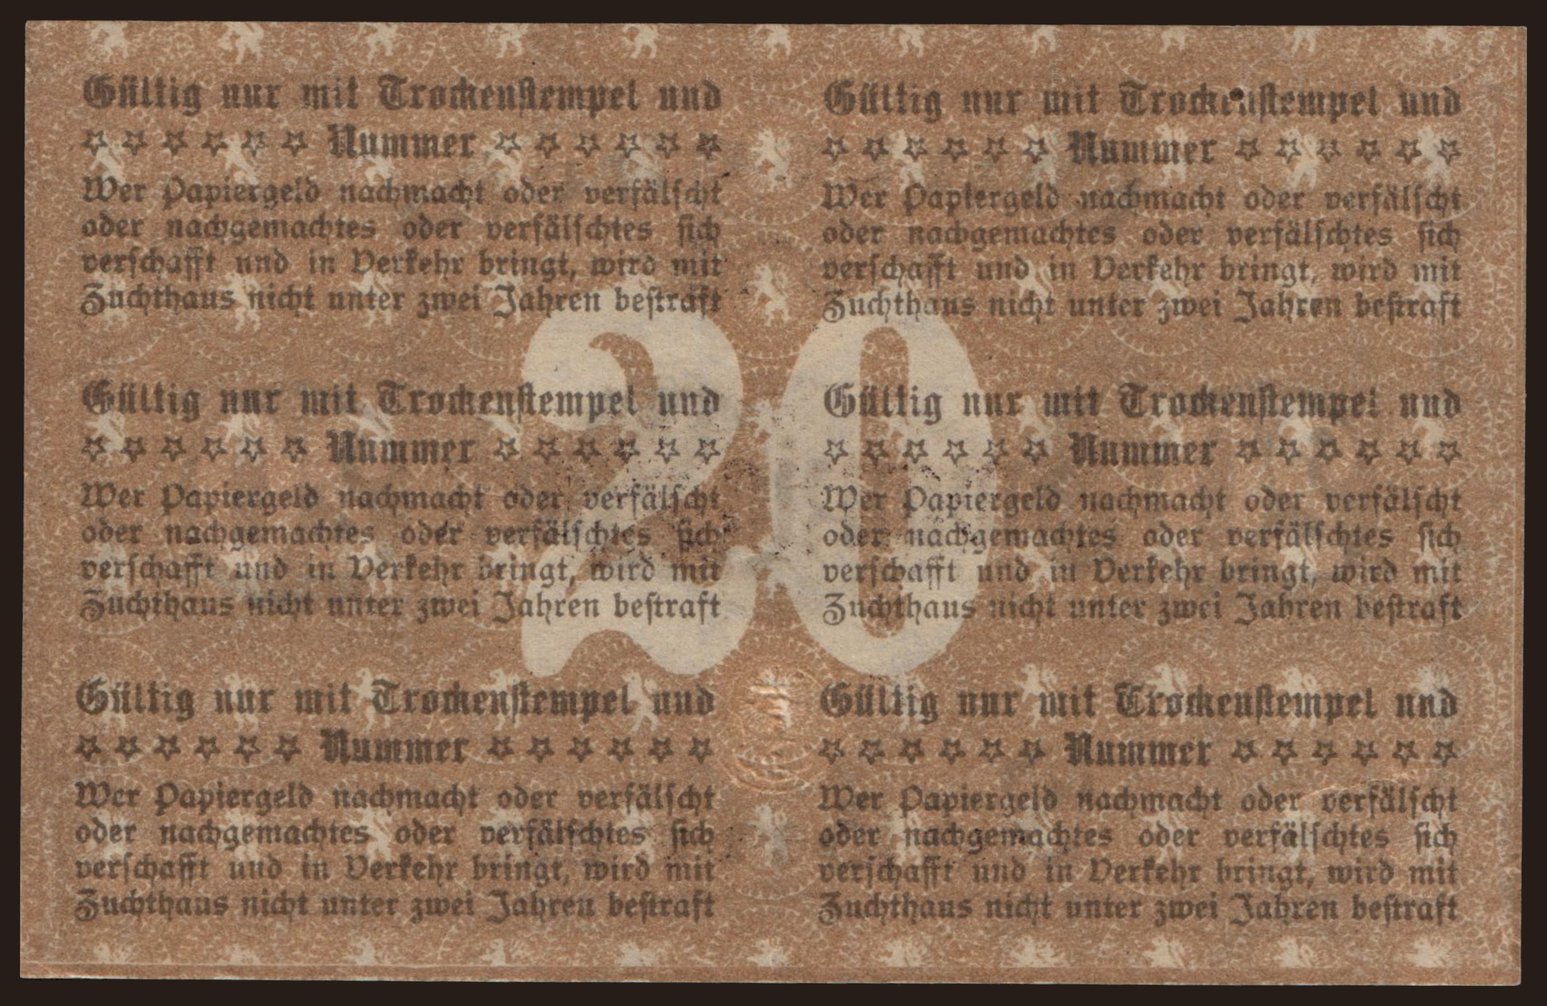 Gültig nur mit Trockenstempel und
☆ ☆ ☆ ☆ ☆ ☆ Nummer ☆ ☆ ☆ ☆ ☆ ☆
Wer Papiergeld nachmacht oder verfälscht
oder nachgemachtes oder verfälschtes sich
verschafft und in Verkehr bringt, wird mit
Zuchthaus nicht unter zwei Jahren bestraft
Gültig nur mit Trockenstempel und
☆ ☆ ☆ ☆ ☆ ☆ Nummer ☆ ☆ ☆ ☆ ☆ ☆
Wer Papiergeld nachmacht oder verfälscht
oder nachgemachtes oder verfälschtes sich
verschafft und in Verkehr bringt, wird mit
Zuchthaus nicht unter zwei Jahren bestraft
20
Gültig nur mit Trockenstempel und
☆ ☆ ☆ ☆ ☆ ☆ Nummer ☆ ☆ ☆ ☆ ☆ ☆
Wer Papiergeld nachmacht oder verfälscht
oder nachgemachtes oder verfälschtes sich
verschafft und in Verkehr bringt, wird mit
Zuchthaus nicht unter zwei Jahren bestraft
Gültig nur mit Trockenstempel und
☆ ☆ ☆ ☆ ☆ ☆ Nummer ☆ ☆ ☆ ☆ ☆ ☆
Wer Papiergeld nachmacht oder verfälscht
oder nachgemachtes oder verfälschtes sich
verschafft und in Verkehr bringt, wird mit
Zuchthaus nicht unter zwei Jahren bestraft
Gültig nur mit Trockenstempel und
☆ ☆ ☆ ☆ ☆ ☆ Nummer ☆ ☆ ☆ ☆ ☆ ☆
Wer Papiergeld nachmacht oder verfälscht
oder nachgemachtes oder verfälschtes sich
verschafft und in Verkehr bringt, wird mit
Zuchthaus nicht unter zwei Jahren bestraft
Gültig nur mit Trockenstempel und
☆ ☆ ☆ ☆ ☆ ☆ Nummer ☆ ☆ ☆ ☆ ☆ ☆
Wer Papiergeld nachmacht oder verfälscht
oder nachgemachtes oder verfälschtes sich
verschafft und in Verkehr bringt, wird mit
Zuchthaus nicht unter zwei Jahren bestraft